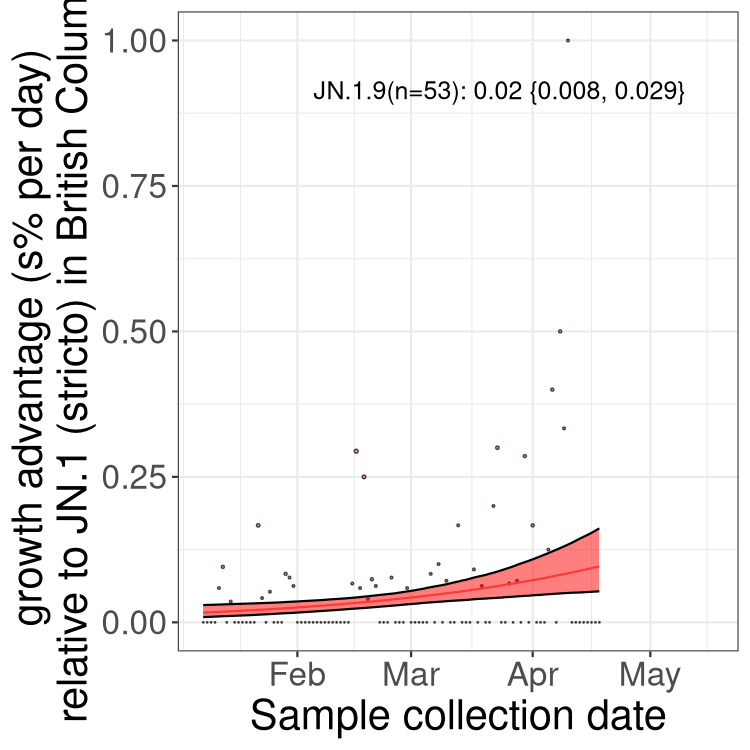 growth advantage (s% per day)
relative to JN.1 (stricto) in British Colum
1.00
0.75
0.50
0.25
0.00
JN.1.9(n=53): 0.02 {0.008, 0.029}
Feb Mar Apr May
Sample collection date